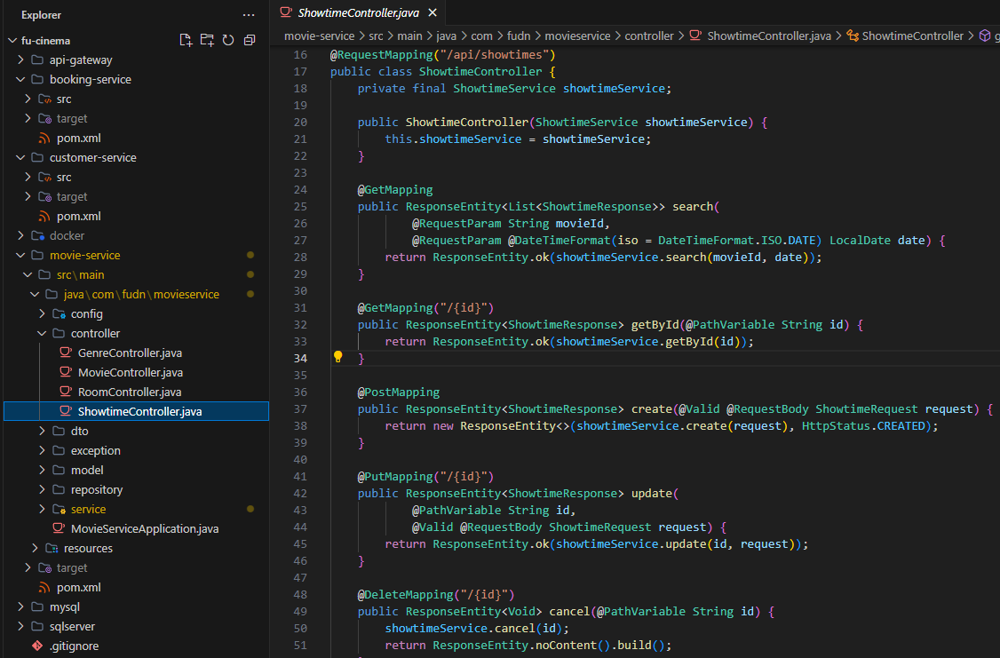 Explorer
fu-cinema
api-gateway
booking-service
src
target
pom.xml
customer-service
src
target
pom.xml
docker
movie-service
src\main
java\com\fudn\movieservice
config
controller
GenreController.java
MovieController.java
RoomController.java
ShowtimeController.java
dto
exception
model
repository
service
MovieServiceApplication.java
resources
target
pom.xml
mysql
sqlserver
.gitignore
ShowtimeController.java
movie-service > src > main > java > com > fudn > movieservice > controller > ShowtimeController.java > ShowtimeController > g
16 @RequestMapping("/api/showtimes")
17 public class ShowtimeController {
18     private final ShowtimeService showtimeService;
19
20     public ShowtimeController(ShowtimeService showtimeService) {
21         this.showtimeService = showtimeService;
22     }
23
24     @GetMapping
25     public ResponseEntity<List<ShowtimeResponse>> search(
26             @RequestParam String movieId,
27             @RequestParam @DateTimeFormat(iso = DateTimeFormat.ISO.DATE) LocalDate date) {
28         return ResponseEntity.ok(showtimeService.search(movieId, date));
29     }
30
31     @GetMapping("/{id}")
32     public ResponseEntity<ShowtimeResponse> getById(@PathVariable String id) {
33         return ResponseEntity.ok(showtimeService.getById(id));
34     }
35
36     @PostMapping
37     public ResponseEntity<ShowtimeResponse> create(@Valid @RequestBody ShowtimeRequest request) {
38         return new ResponseEntity<>(showtimeService.create(request), HttpStatus.CREATED);
39     }
40
41     @PutMapping("/{id}")
42     public ResponseEntity<ShowtimeResponse> update(
43             @PathVariable String id,
44             @Valid @RequestBody ShowtimeRequest request) {
45         return ResponseEntity.ok(showtimeService.update(id, request));
46     }
47
48     @DeleteMapping("/{id}")
49     public ResponseEntity<Void> cancel(@PathVariable String id) {
50         showtimeService.cancel(id);
51         return ResponseEntity.noContent().build();